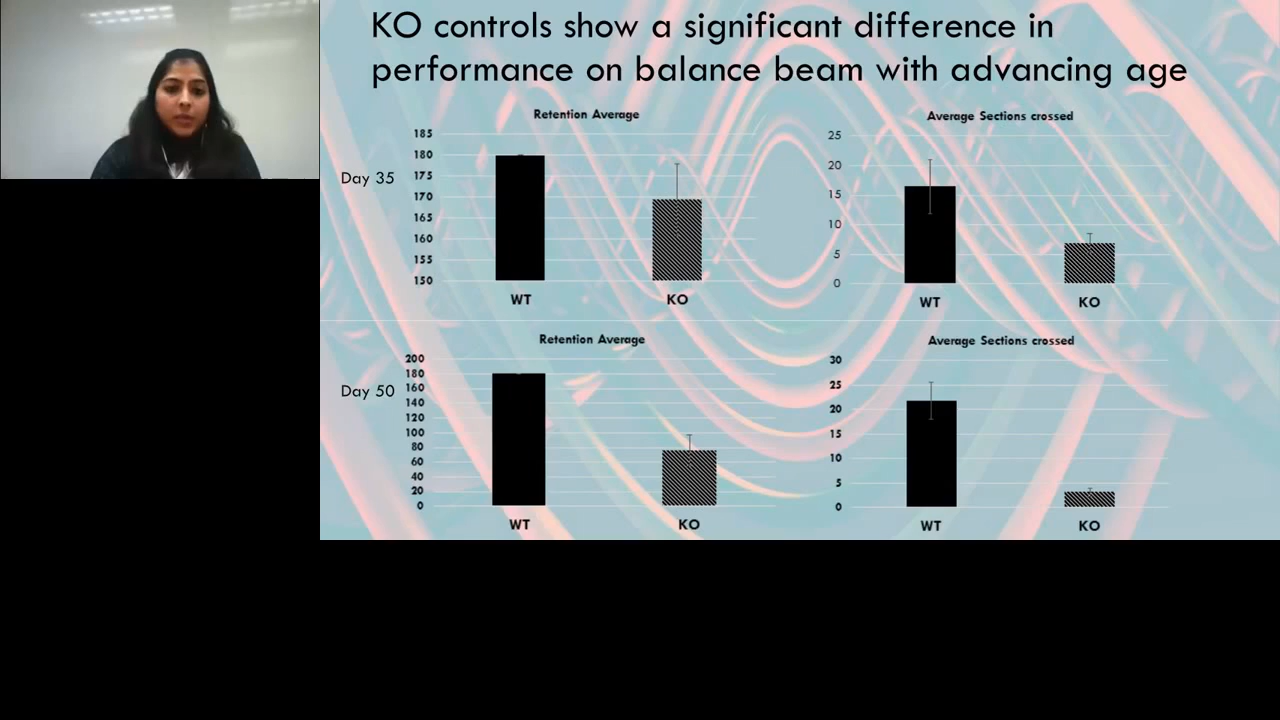 KO controls show a significant difference in
performance on balance beam with advancing age
Day 35
Retention Average
185
180
175
170
165
160
155
150
WT
KO
Average Sections crossed
25
20
15
10
5
0
WT
KO
Day 50
Retention Average
200
180
160
140
120
100
80
60
40
20
0
WT
KO
Average Sections crossed
30
25
20
15
10
5
0
WT
KO